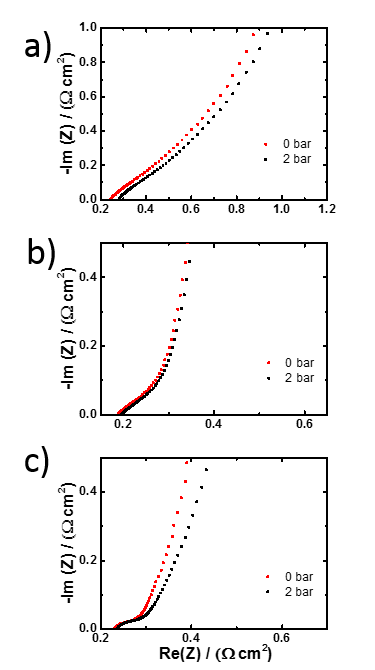 a)
-Im (Z) / (Ω cm²)
1.0
0.8
0.6
0.4
0.2
0.0
0 bar
2 bar
0.2 0.4 0.6 0.8 1.0 1.2
b)
-Im (Z) / (Ω cm²)
0.4
0.2
0.0
0 bar
2 bar
0.2 0.4 0.6
c)
-Im (Z) / (Ω cm²)
0.4
0.2
0.0
0 bar
2 bar
0.2 0.4 0.6
Re(Z) / (Ω cm²)